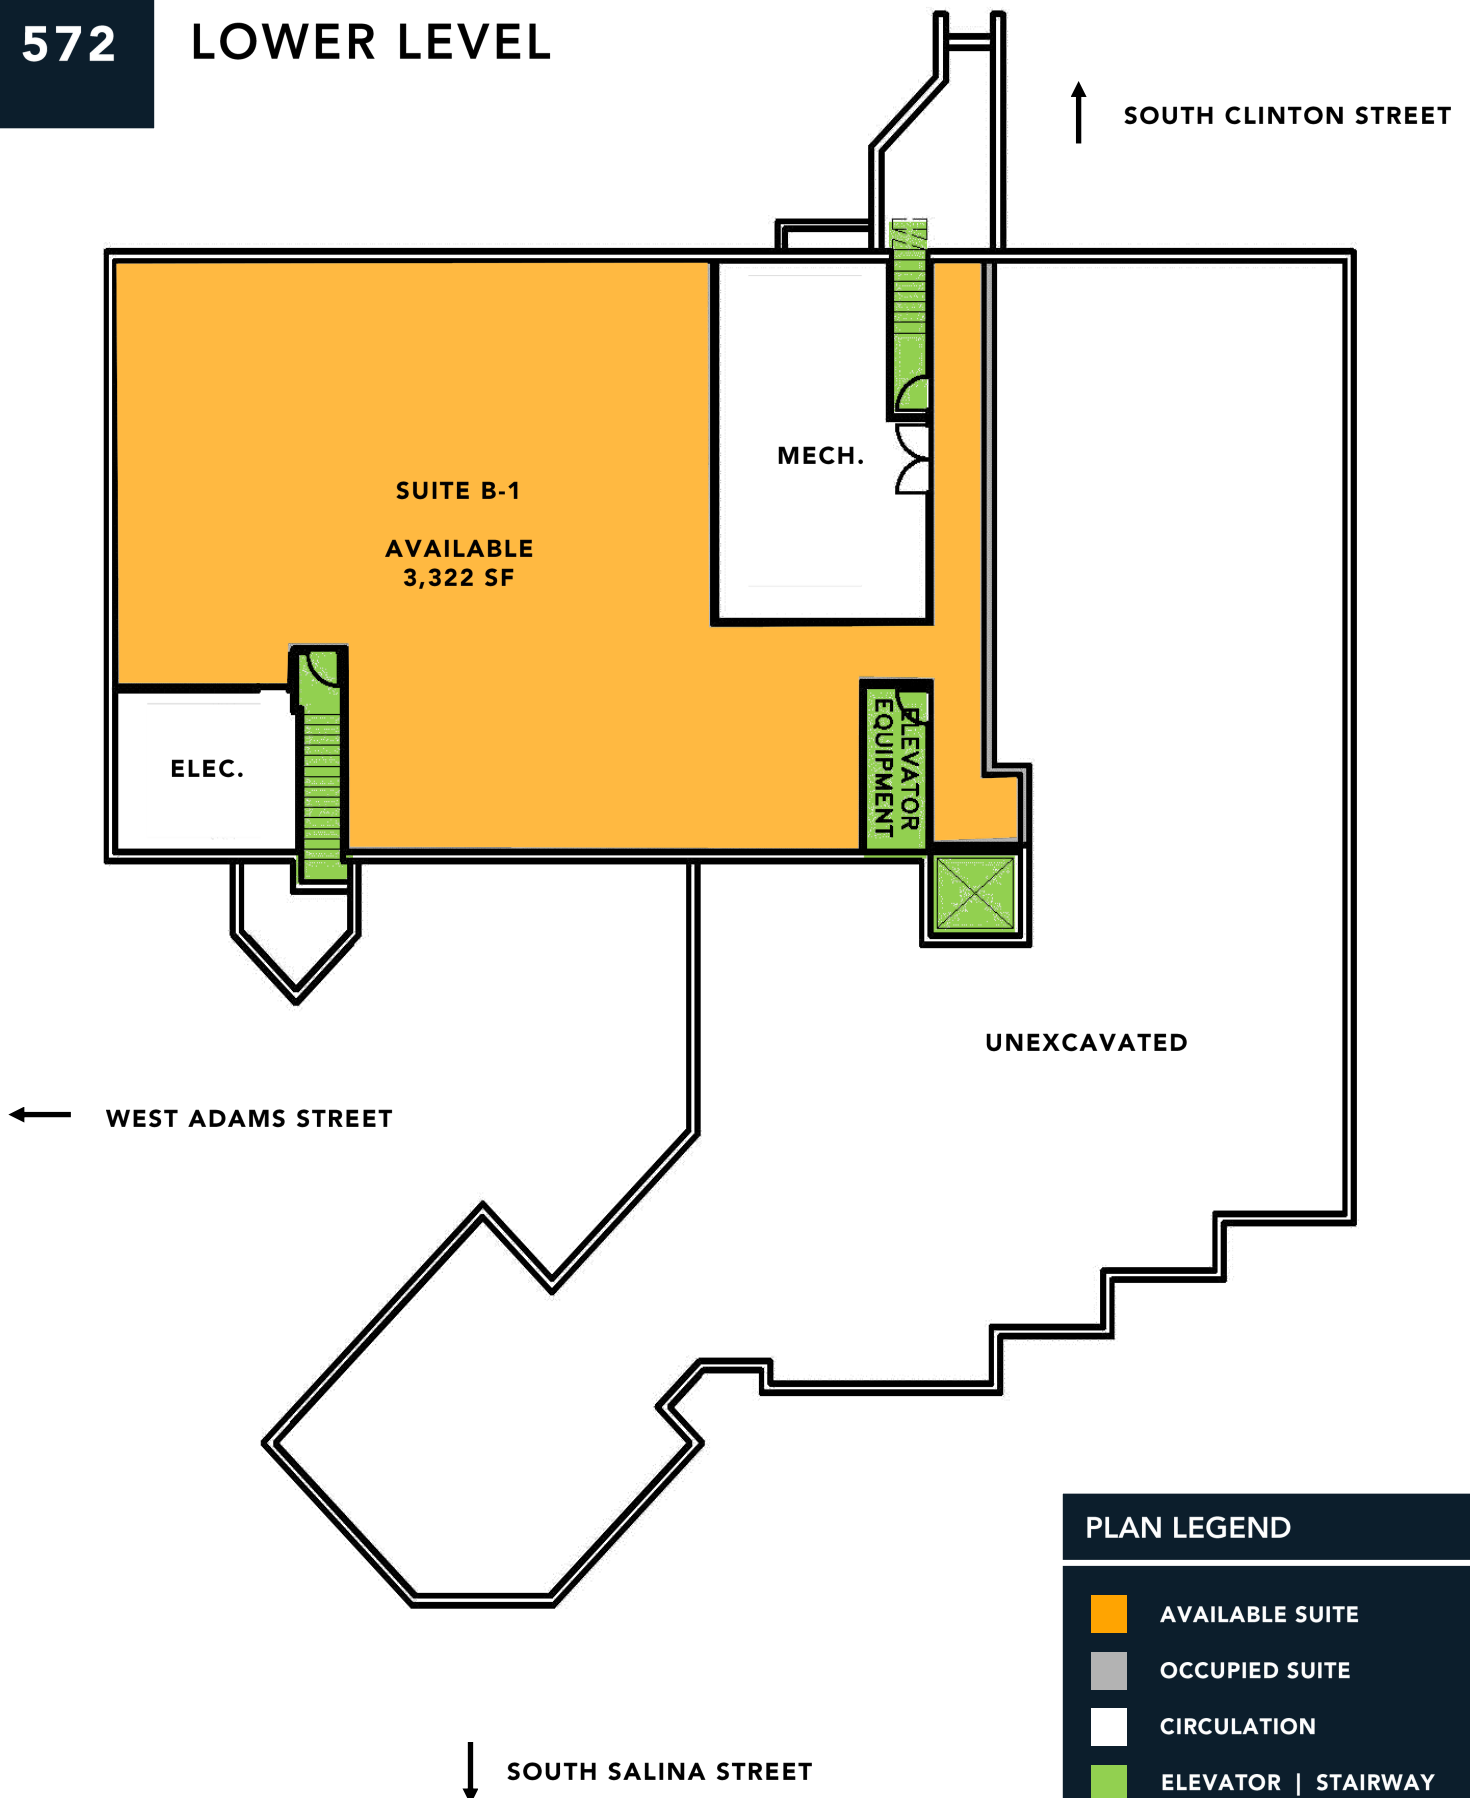 572
LOWER LEVEL
SOUTH CLINTON STREET
MECH.
SUITE B-1
AVAILABLE
3,322 SF
ELEC.
ELEVATOR
EQUIPMENT
UNEXCAVATED
WEST ADAMS STREET
SOUTH SALINA STREET
PLAN LEGEND
AVAILABLE SUITE
OCCUPIED SUITE
CIRCULATION
ELEVATOR | STAIRWAY